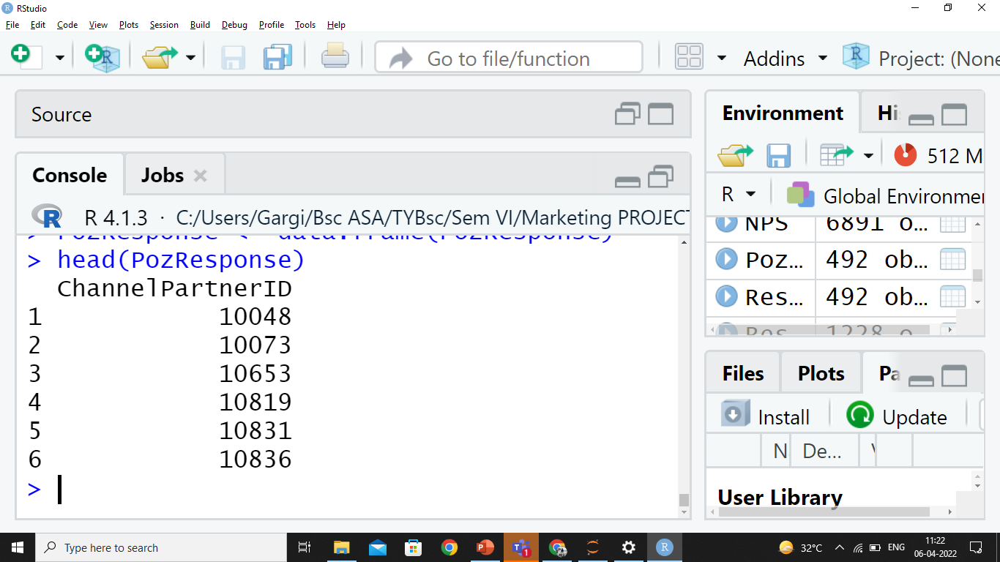 RStudio
File Edit Code View Plots Session Build Debug Profile Tools Help
Go to file/function Addins Project: (None
Source
Console Jobs
R 4.1.3 · C:/Users/Gargi/Bsc ASA/TYBsc/Sem VI/Marketing PROJECT
> PozResponse <- data.frame(PozResponse)
> head(PozResponse)
ChannelPartnerID
1 10048
2 10073
3 10653
4 10819
5 10831
6 10836
>
Environment Hi
512 M
R Global Environme
NPS 6891 o...
Poz... 492 ob...
Res... 492 ob...
Res 1228 o
Files Plots Pa
Install Update
N De...
User Library
Type here to search
1
32°C ENG 11:22
06-04-2022